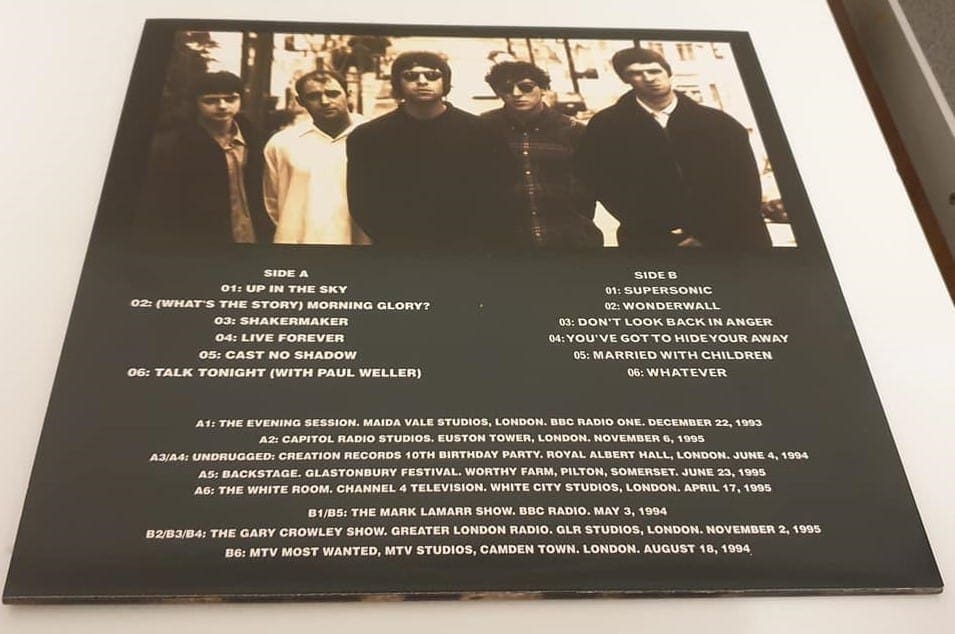 SIDE A
01: UP IN THE SKY
02: (WHAT'S THE STORY) MORNING GLORY?
03: SHAKERMAKER
04: LIVE FOREVER
05: CAST NO SHADOW
06: TALK TONIGHT (WITH PAUL WELLER)
SIDE B
01: SUPERSONIC
02: WONDERWALL
03: DON'T LOOK BACK IN ANGER
04: YOU'VE GOT TO HIDE YOUR AWAY
05: MARRIED WITH CHILDREN
06: WHATEVER
A1: THE EVENING SESSION. MAIDA VALE STUDIOS, LONDON. BBC RADIO ONE. DECEMBER 22, 1993
A2: CAPITOL RADIO STUDIOS. EUSTON TOWER, LONDON. NOVEMBER 6, 1995
A3/A4: UNDRUGGED: CREATION RECORDS 10TH BIRTHDAY PARTY. ROYAL ALBERT HALL, LONDON. JUNE 4, 1994
A5: BACKSTAGE. GLASTONBURY FESTIVAL. WORTHY FARM, PILTON, SOMERSET. JUNE 23, 1995
A6: THE WHITE ROOM. CHANNEL 4 TELEVISION. WHITE CITY STUDIOS, LONDON. APRIL 17, 1995
B1/B5: THE MARK LAMARR SHOW. BBC RADIO. MAY 3, 1994
B2/B3/B4: THE GARY CROWLEY SHOW. GREATER LONDON RADIO. GLR STUDIOS, LONDON. NOVEMBER 2, 1995
B6: MTV MOST WANTED, MTV STUDIOS, CAMDEN TOWN. LONDON. AUGUST 18, 1994